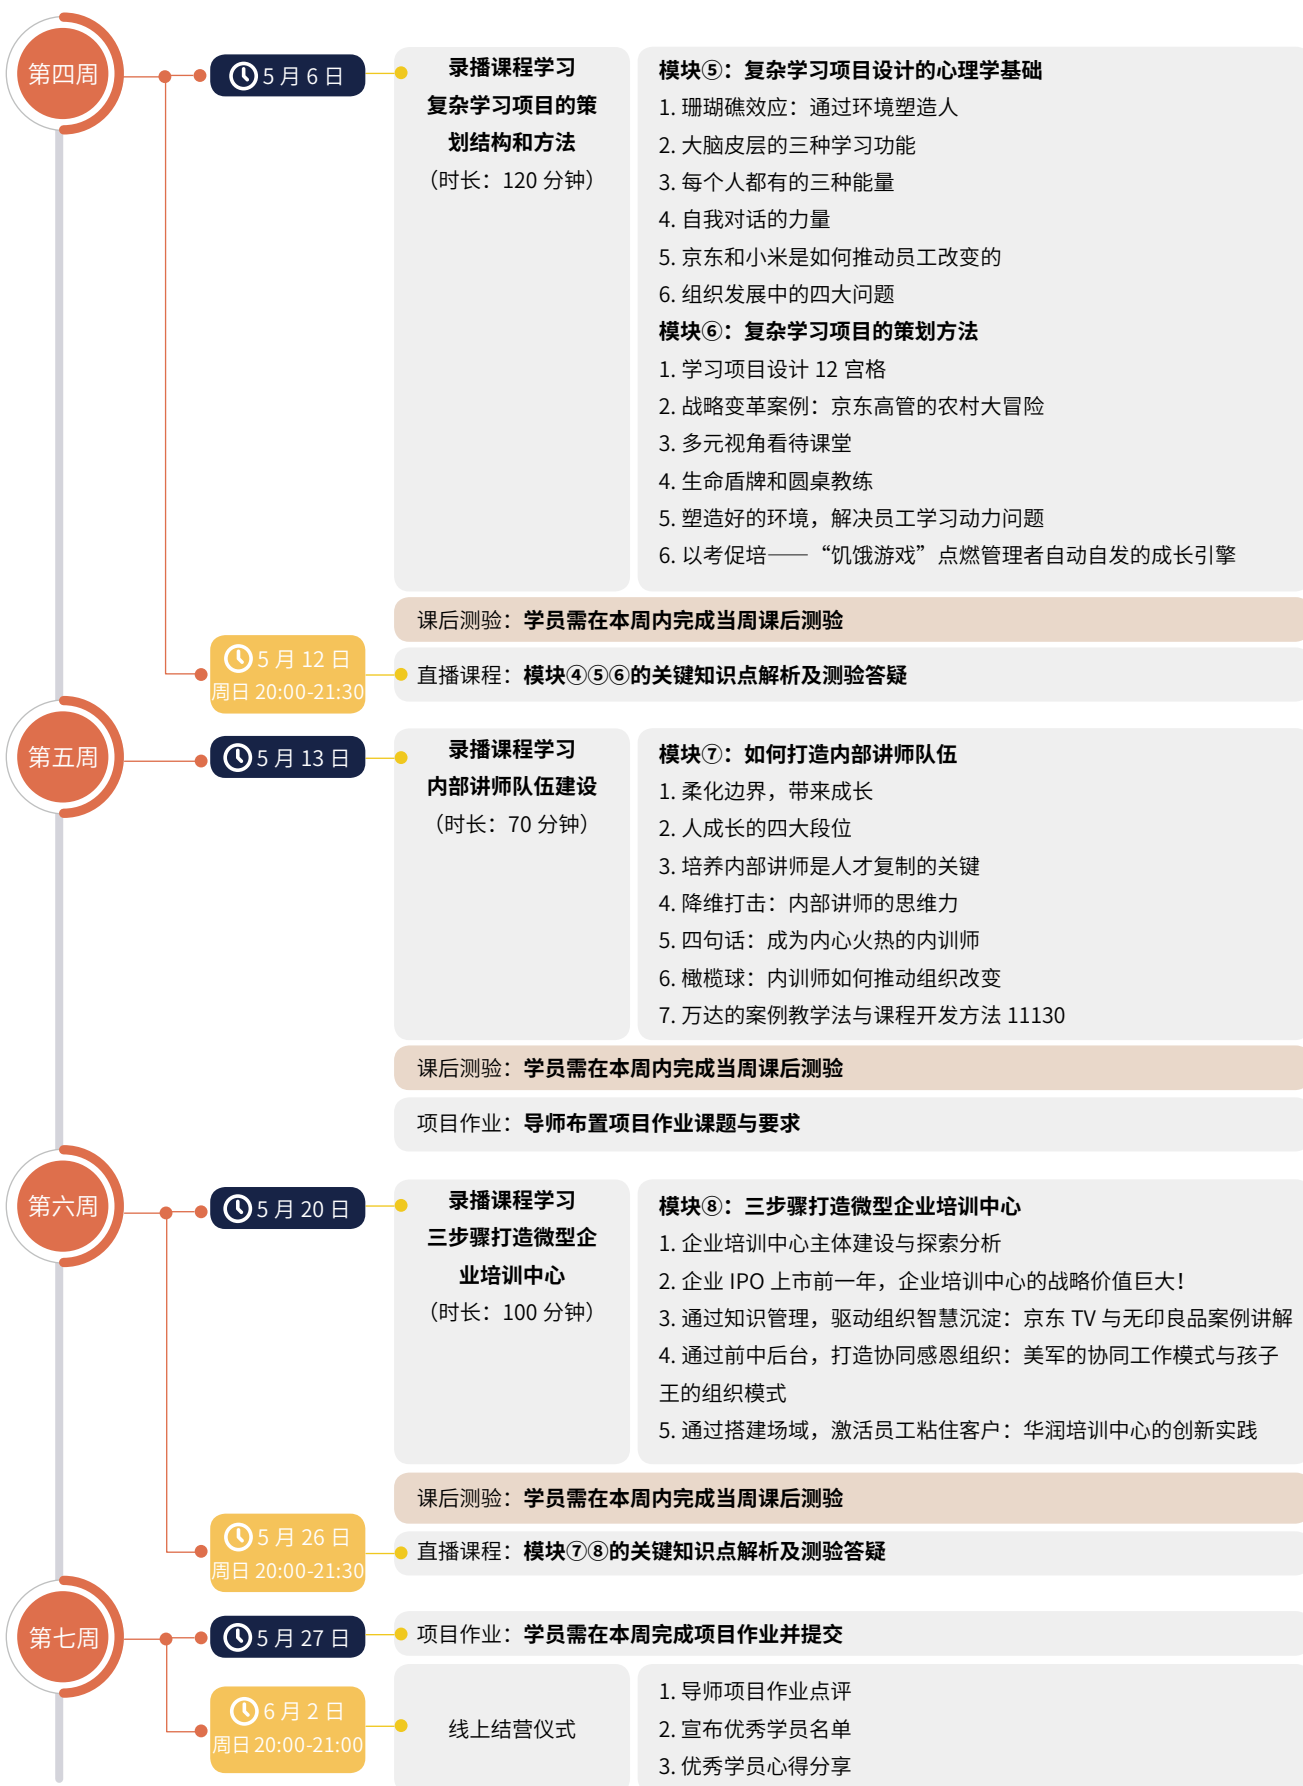 第四周
5 月 6 日
录播课程学习
复杂学习项目的策
划结构和方法
（时长：120 分钟）
模块⑤：复杂学习项目设计的心理学基础
1. 珊瑚礁效应：通过环境塑造人
2. 大脑皮层的三种学习功能
3. 每个人都有的三种能量
4. 自我对话的力量
5. 京东和小米是如何推动员工改变的
6. 组织发展中的四大问题
模块⑥：复杂学习项目的策划方法
1. 学习项目设计 12 宫格
2. 战略变革案例：京东高管的农村大冒险
3. 多元视角看待课堂
4. 生命盾牌和圆桌教练
5. 塑造好的环境，解决员工学习动力问题
6. 以考促培——“饥饿游戏”点燃管理者自动自发的成长引擎
课后测验：学员需在本周内完成当周课后测验
5 月 12 日
周日 20:00-21:30
直播课程：模块④⑤⑥的关键知识点解析及测验答疑
第五周
5 月 13 日
录播课程学习
内部讲师队伍建设
（时长：70 分钟）
模块⑦：如何打造内部讲师队伍
1. 柔化边界，带来成长
2. 人成长的四大段位
3. 培养内部讲师是人才复制的关键
4. 降维打击：内部讲师的思维力
5. 四句话：成为内心火热的内训师
6. 橄榄球：内训师如何推动组织改变
7. 万达的案例教学法与课程开发方法 11130
课后测验：学员需在本周内完成当周课后测验
项目作业：导师布置项目作业课题与要求
第六周
5 月 20 日
录播课程学习
三步骤打造微型企
业培训中心
（时长：100 分钟）
模块⑧：三步骤打造微型企业培训中心
1. 企业培训中心主体建设与探索分析
2. 企业 IPO 上市前一年，企业培训中心的战略价值巨大！
3. 通过知识管理，驱动组织智慧沉淀：京东 TV 与无印良品案例讲解
4. 通过前中后台，打造协同感恩组织：美军的协同工作模式与孩子
王的组织模式
5. 通过搭建场域，激活员工粘住客户：华润培训中心的创新实践
课后测验：学员需在本周内完成当周课后测验
5 月 26 日
周日 20:00-21:30
直播课程：模块⑦⑧的关键知识点解析及测验答疑
第七周
5 月 27 日
项目作业：学员需在本周完成项目作业并提交
6 月 2 日
周日 20:00-21:00
线上结营仪式
1. 导师项目作业点评
2. 宣布优秀学员名单
3. 优秀学员心得分享